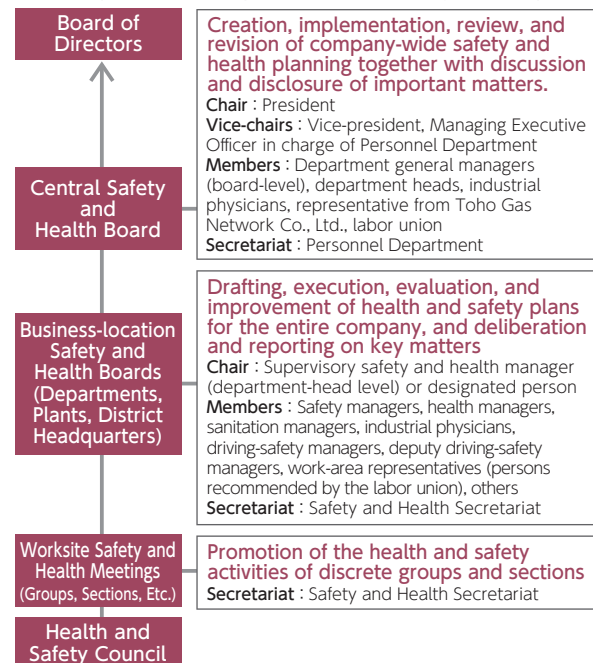 Board of
Directors
Creation, implementation, review, and
revision of company-wide safety and
health planning together with discussion
and disclosure of important matters.
Chair : President
Vice-chairs : Vice-president, Managing Executive
Officer in charge of Personnel Department
Members : Department general managers
(board-level), department heads, industrial
physicians, representative from Toho Gas
Network Co., Ltd., labor union
Secretariat : Personnel Department
Central Safety
and
Health Board
Drafting, execution, evaluation, and
improvement of health and safety plans
for the entire company, and deliberation
and reporting on key matters
Chair : Supervisory safety and health manager
(department-head level) or designated person
Members : Safety managers, health managers,
sanitation managers, industrial physicians,
driving-safety managers, deputy driving-safety
managers, work-area representatives (persons
recommended by the labor union), others
Secretariat : Safety and Health Secretariat
Business-location
Safety and
Health Boards
(Departments,
Plants, District
Headquarters)
Worksite Safety and
Health Meetings
(Groups, Sections, Etc.)
Promotion of the health and safety
activities of discrete groups and sections
Secretariat : Safety and Health Secretariat
Health and
Safety Council